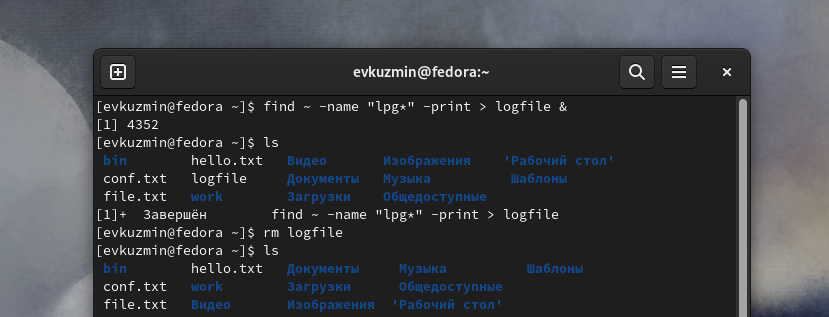 evkuzmin@fedora:~
[evkuzmin@fedora ~]$ find ~ -name "lpg*" -print > logfile &
[1] 4352
[evkuzmin@fedora ~]$ ls
bin hello.txt Видео Изображения 'Рабочий стол'
conf.txt logfile Документы Музыка Шаблоны
file.txt work Загрузки Общедоступные
[1]+ Завершён find ~ -name "lpg*" -print > logfile
[evkuzmin@fedora ~]$ rm logfile
[evkuzmin@fedora ~]$ ls
bin hello.txt Документы Музыка Шаблоны
conf.txt work Загрузки Общедоступные
file.txt Видео Изображения 'Рабочий стол'